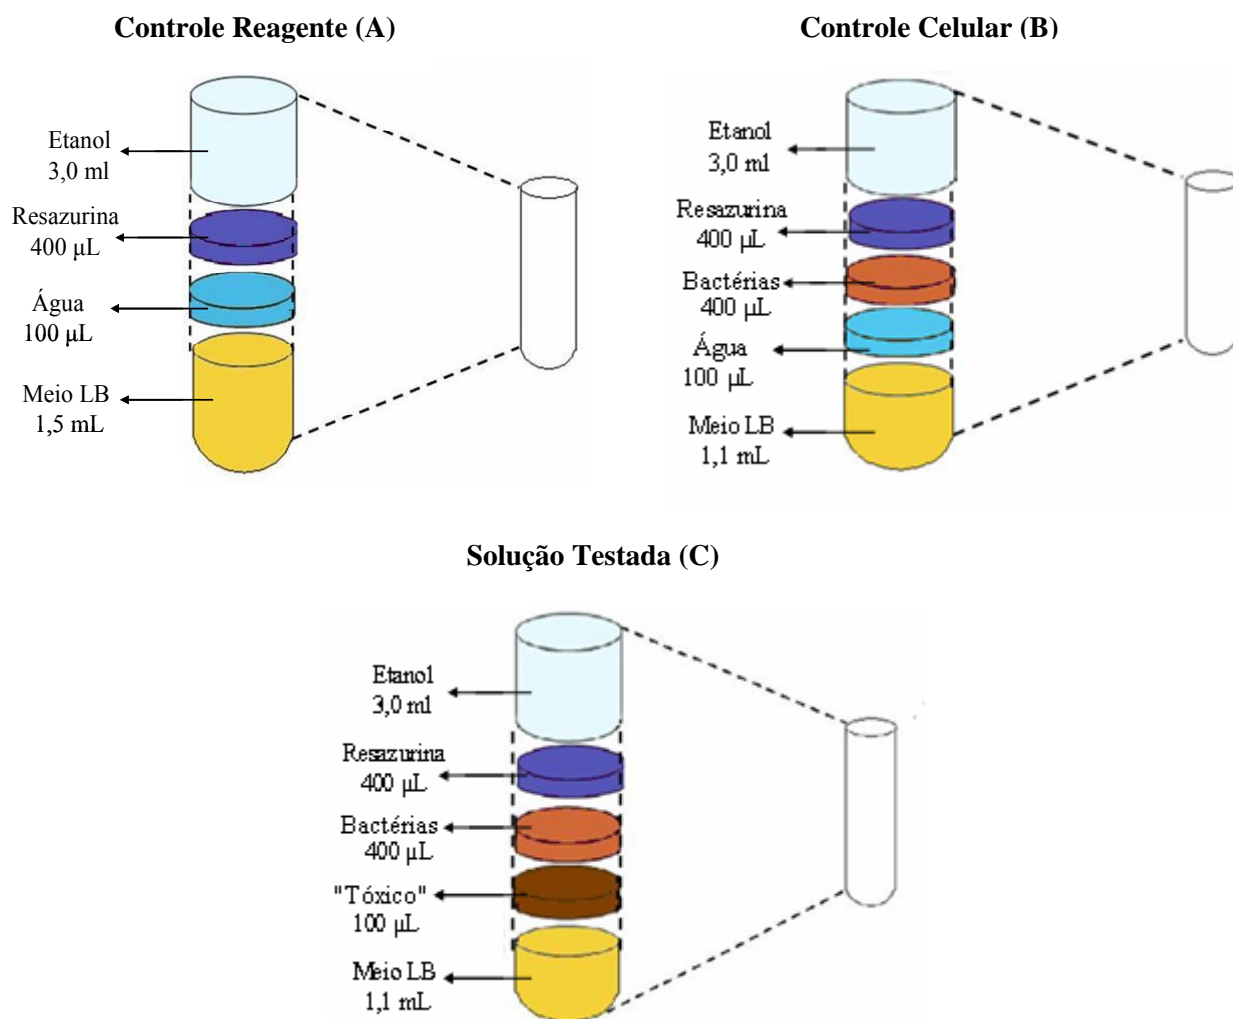 Controle Reagente (A)
Etanol
3,0 ml
Resazurina
400 µL
Água
100 µL
Meio LB
1,5 mL
Controle Celular (B)
Etanol
3,0 ml
Resazurina
400 µL
Bactérias
400 µL
Água
100 µL
Meio LB
1,1 mL
Solução Testada (C)
Etanol
3,0 ml
Resazurina
400 µL
Bactérias
400 µL
"Tóxico"
100 µL
Meio LB
1,1 mL